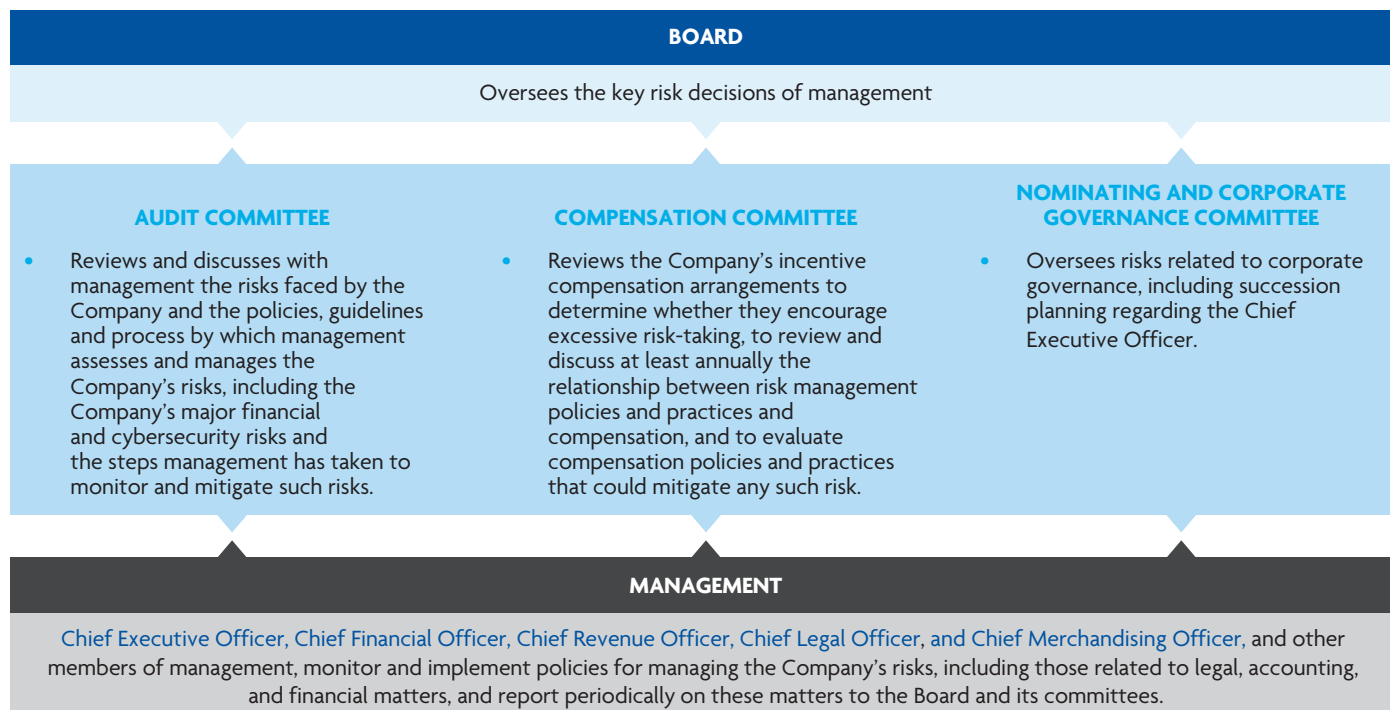 BOARD
Oversees the key risk decisions of management
AUDIT COMMITTEE
• Reviews and discusses with
management the risks faced by the
Company and the policies, guidelines
and process by which management
assesses and manages the
Company’s risks, including the
Company’s major financial
and cybersecurity risks and
the steps management has taken to
monitor and mitigate such risks.
COMPENSATION COMMITTEE
• Reviews the Company’s incentive
compensation arrangements to
determine whether they encourage
excessive risk-taking, to review and
discuss at least annually the
relationship between risk management
policies and practices and
compensation, and to evaluate
compensation policies and practices
that could mitigate any such risk.
NOMINATING AND CORPORATE
GOVERNANCE COMMITTEE
• Oversees risks related to corporate
governance, including succession
planning regarding the Chief
Executive Officer.
MANAGEMENT
Chief Executive Officer, Chief Financial Officer, Chief Revenue Officer, Chief Legal Officer, and Chief Merchandising Officer, and other
members of management, monitor and implement policies for managing the Company’s risks, including those related to legal, accounting,
and financial matters, and report periodically on these matters to the Board and its committees.